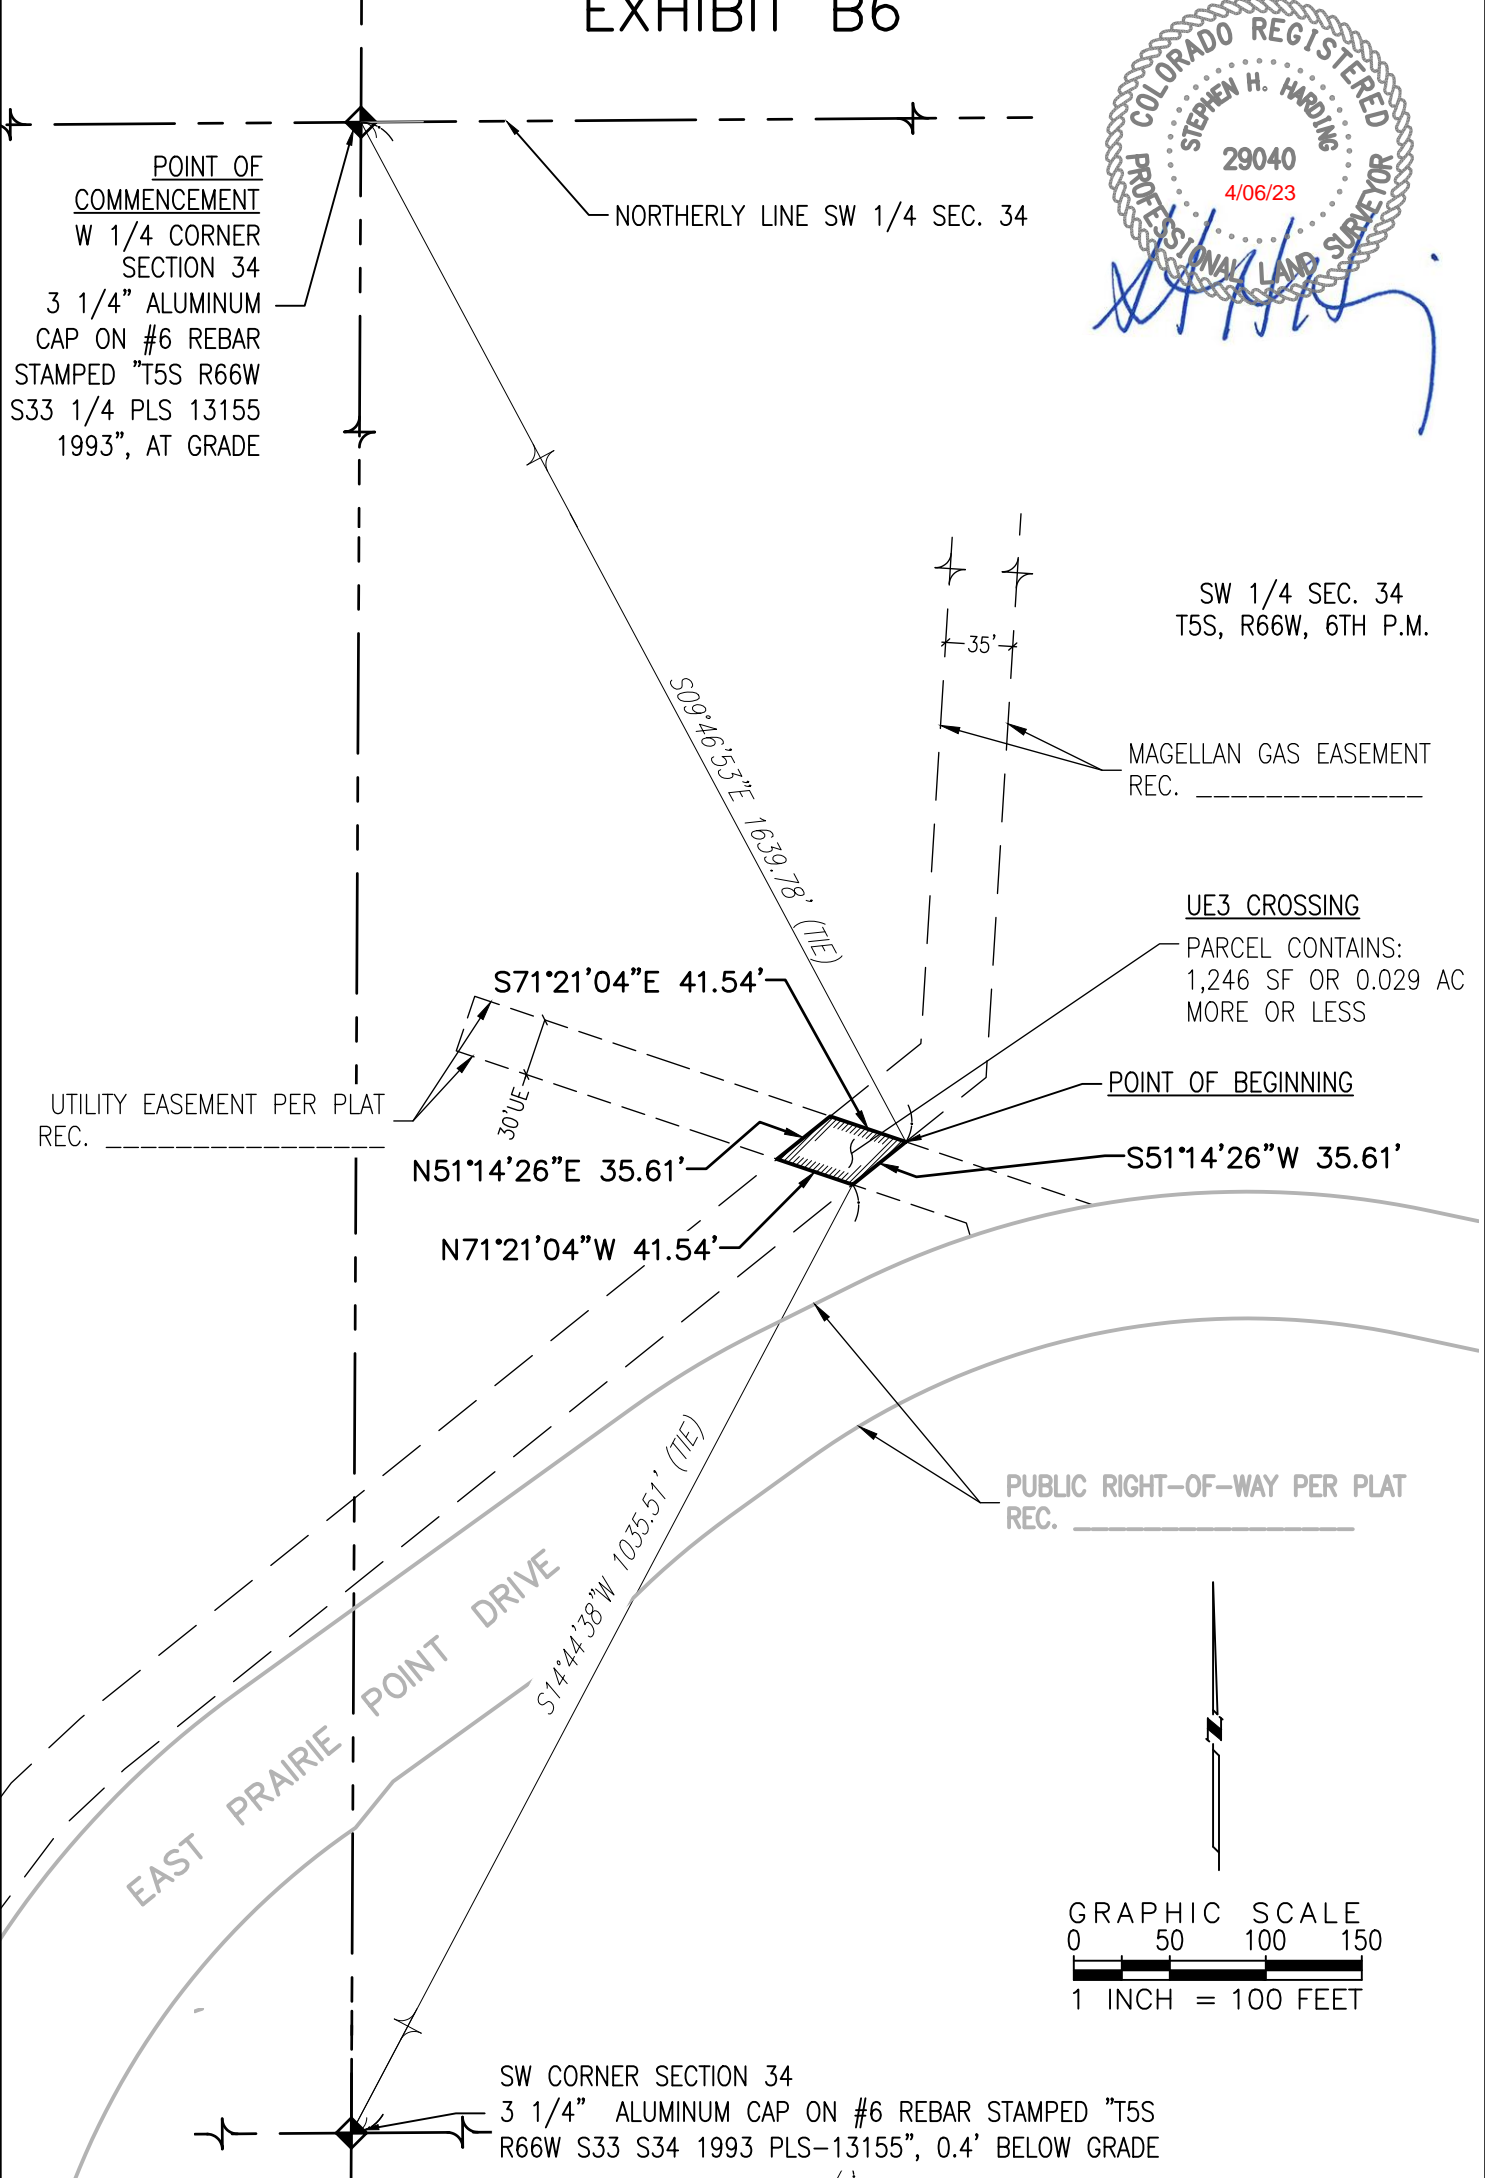 EXHIBIT B6
COLORADO REGISTERED
STEPHEN H. HARDING
29040
4/06/23
PROFESSIONAL LAND SURVEYOR
POINT OF
COMMENCEMENT
W 1/4 CORNER
SECTION 34
3 1/4" ALUMINUM
CAP ON #6 REBAR
STAMPED "T5S R66W
S33 1/4 PLS 13155
1993", AT GRADE
NORTHERLY LINE SW 1/4 SEC. 34
SW 1/4 SEC. 34
T5S, R66W, 6TH P.M.
35'
S09°46'53"E 1639.78' (TIE)
MAGELLAN GAS EASEMENT
REC. _____________
UE3 CROSSING
PARCEL CONTAINS:
1,246 SF OR 0.029 AC
MORE OR LESS
S71°21'04"E 41.54'
POINT OF BEGINNING
UTILITY EASEMENT PER PLAT
REC. ________________
30'UE
N51°14'26"E 35.61'
S51°14'26"W 35.61'
N71°21'04"W 41.54'
S14°44'38"W 1035.51' (TIE)
PUBLIC RIGHT-OF-WAY PER PLAT
REC. ________________
EAST PRAIRIE POINT DRIVE
N
GRAPHIC SCALE
0 50 100 150
1 INCH = 100 FEET
SW CORNER SECTION 34
3 1/4" ALUMINUM CAP ON #6 REBAR STAMPED "T5S
R66W S33 S34 1993 PLS-13155", 0.4' BELOW GRADE